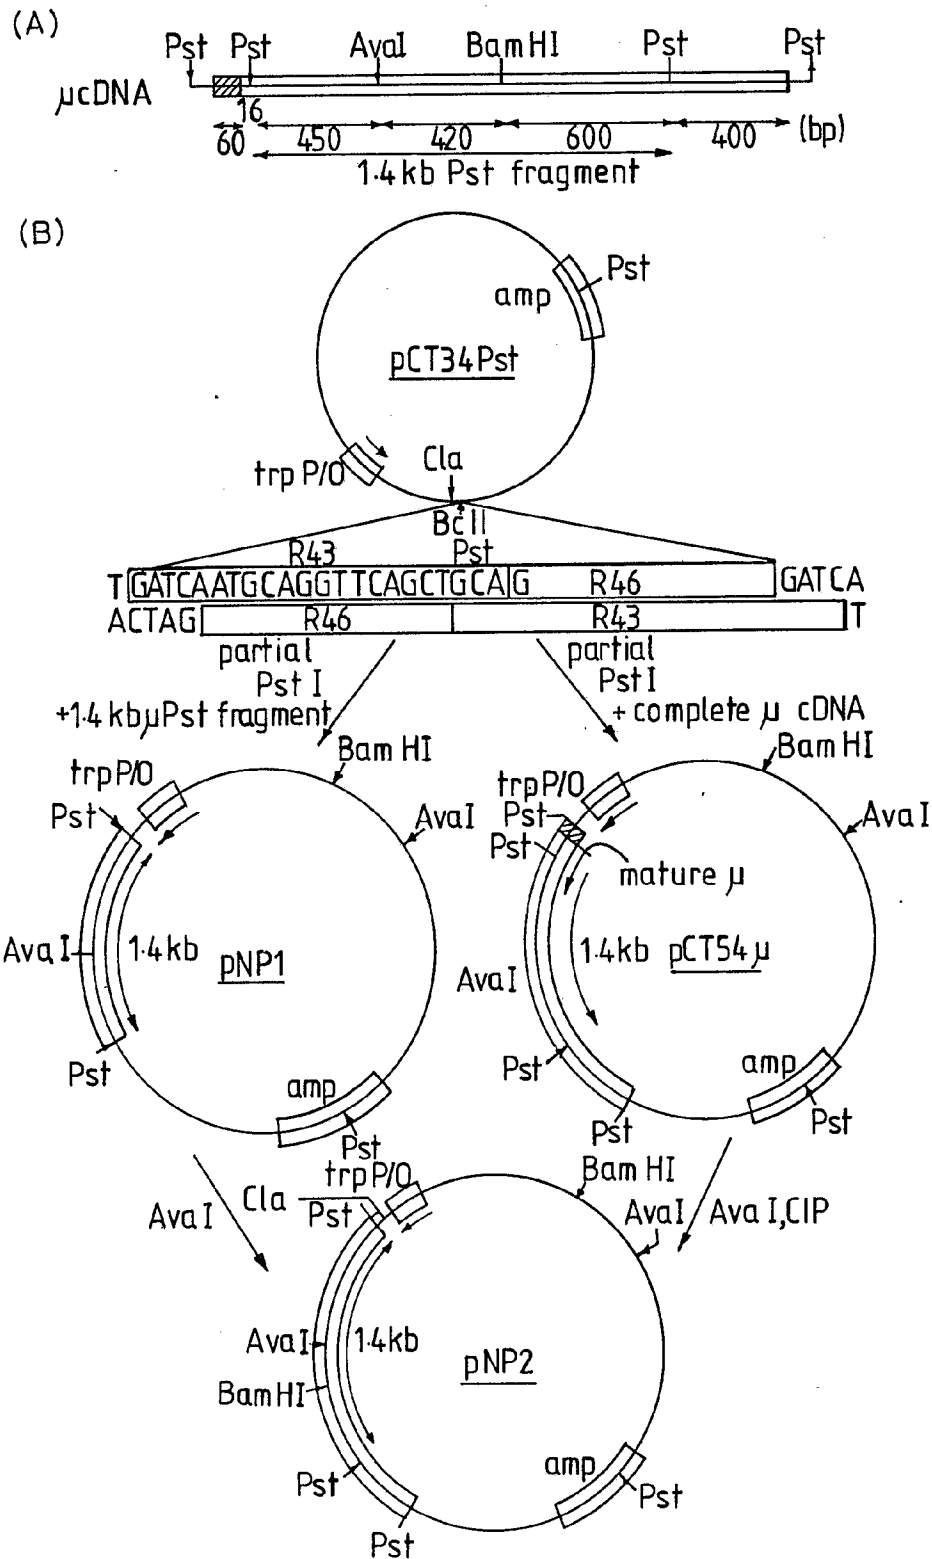 (A)
Pst Pst AvaI BamHI Pst Pst
µcDNA
16
60 450 420 600 400 (bp)
1·4kb Pst fragment
(B)
Pst
amp
pCT34Pst
trp P/O
Cla
BclI
R43 Pst
T GATCAATGCAGGTTCAGCTGCA G R46 GATCA
ACTAG R46 R43 T
partial
Pst I
+1·4 kbµPst fragment
partial
PstI
+ complete µ cDNA
trpP/O
Bam HI
Pst
AvaI
AvaI
1·4kb
pNP1
Pst
amp
Pst
trpP/O
Bam HI
Pst
Pst
AvaI
mature µ
AvaI
1·4kb
pCT54µ
Pst
amp
Pst
Pst
AvaI
Ava I,CIP
trpP/O
Cla
Pst
Bam HI
AvaI
AvaI
1·4kb
BamHI
pNP2
Pst
amp
Pst
Pst